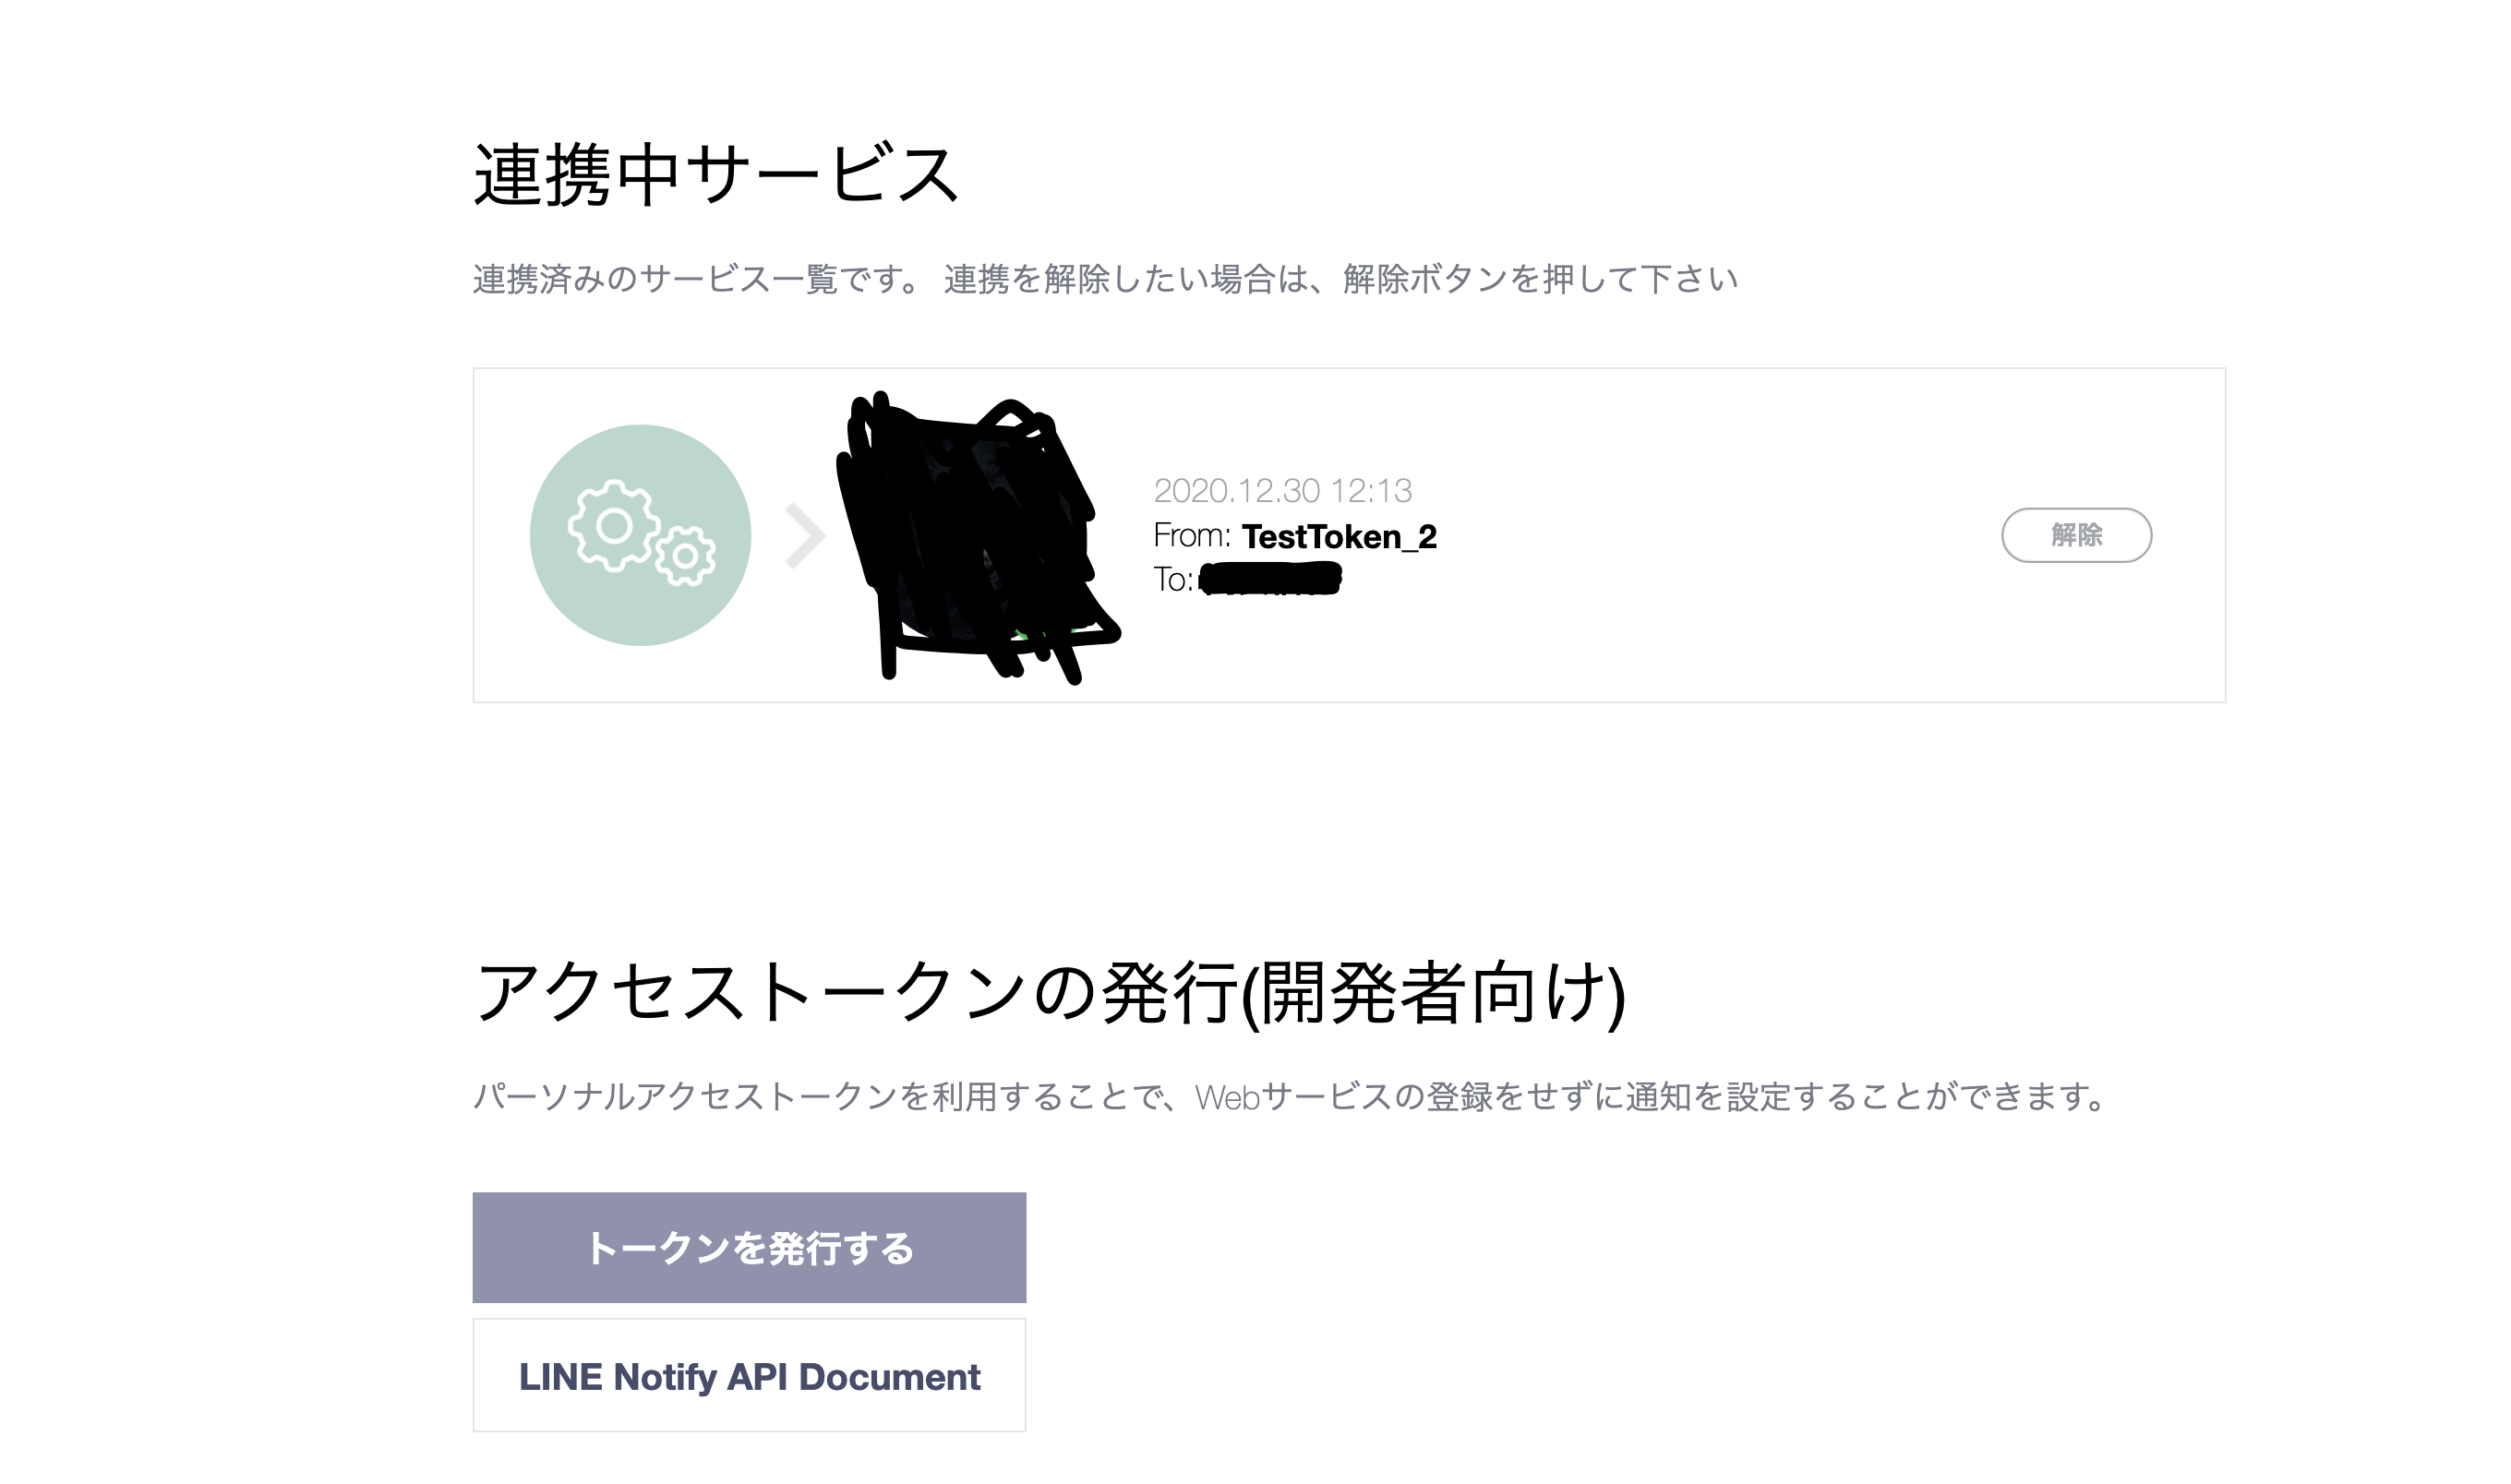 連携中サービス
連携済みのサービス一覧です。 連携を解除したい場合は、解除ボタンを押して下さい
2020.12.30 12:13
From: TestToken_2
To:
解除
アクセストークンの発行(開発者向け)
パーソナルアクセストークンを利用することで、Webサービスの登録をせずに通知を設定することができます。
トークンを発行する
LINE Notify API Document